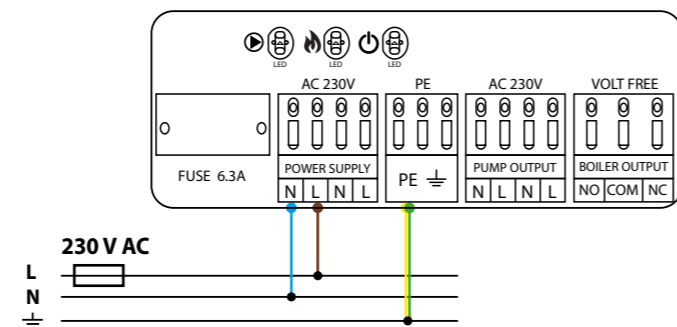 LED LED LED
AC 230V PE AC 230V VOLT FREE
FUSE 6.3A
POWER SUPPLY PE PUMP OUTPUT BOILER OUTPUT
N L N L N L N L NO COM NC
230 V AC
L
N